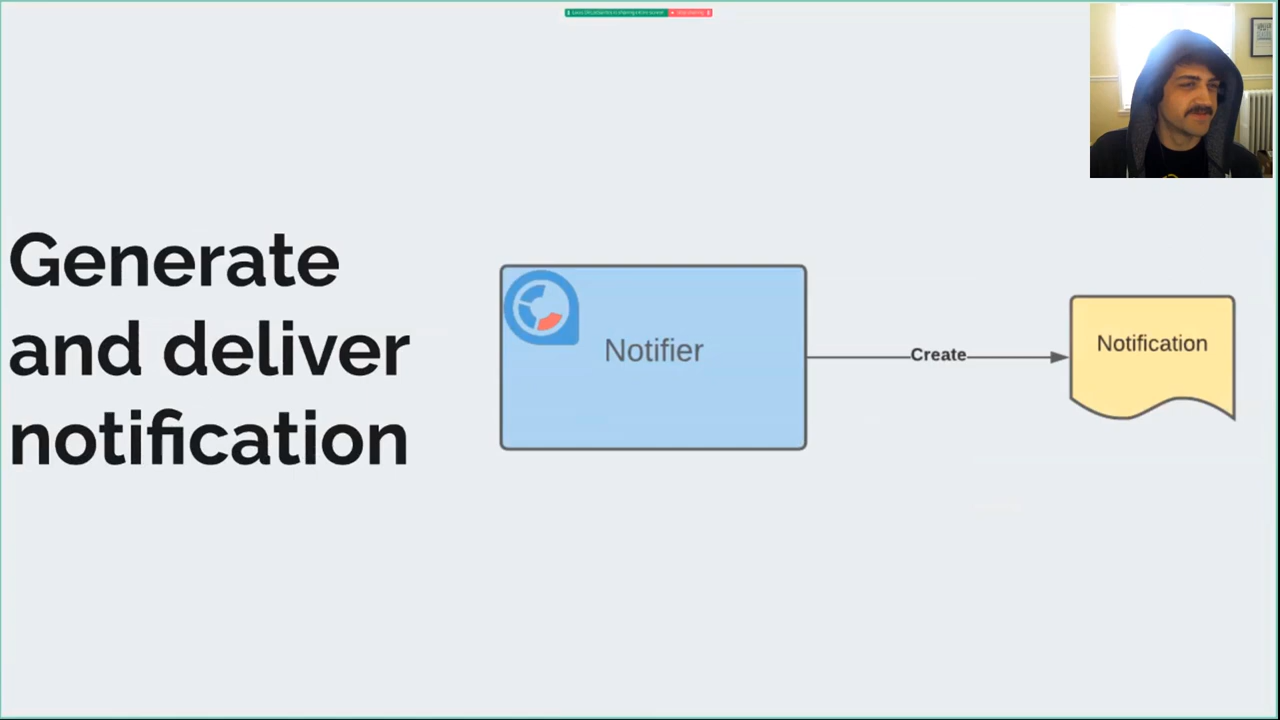 Generate
and deliver
notification
Notifier
Create
Notification